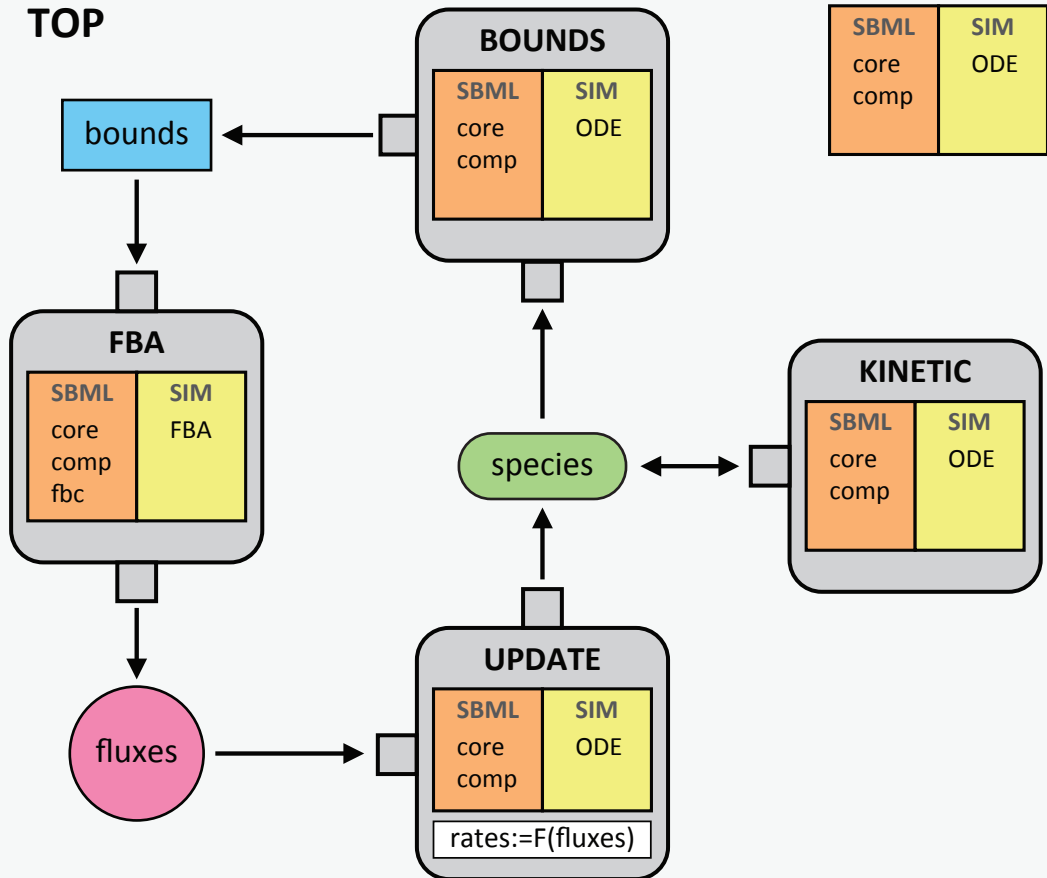 TOP
BOUNDS
SBML
core
comp
SIM
ODE
SBML
core
comp
SIM
ODE
bounds
FBA
SBML
core
comp
fbc
SIM
FBA
KINETIC
SBML
core
comp
SIM
ODE
species
UPDATE
SBML
core
comp
SIM
ODE
rates:=F(fluxes)
fluxes